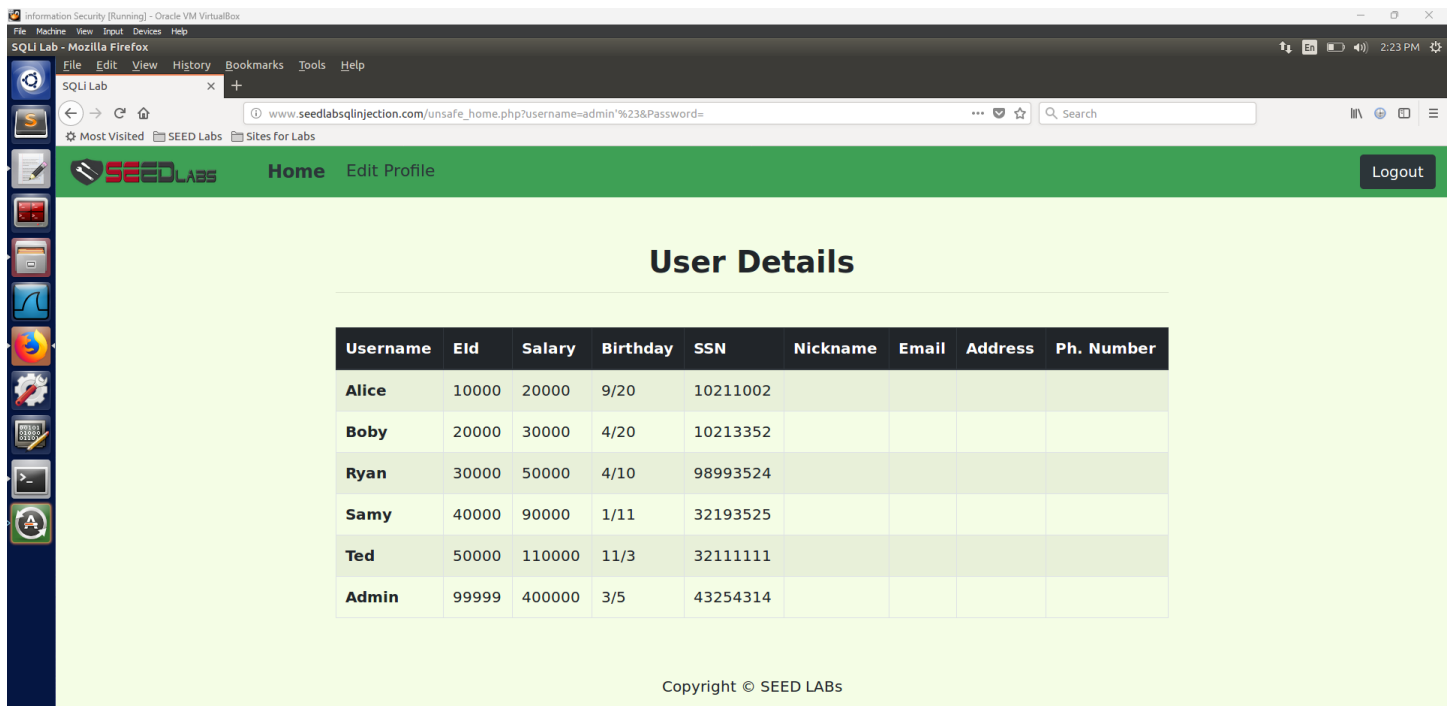 information Security [Running] - Oracle VM VirtualBox
File Machine View Input Devices Help
SQLi Lab - Mozilla Firefox En 2:23 PM
File Edit View History Bookmarks Tools Help
SQLi Lab
www.seedlabsqlinjection.com/unsafe_home.php?username=admin'%23&Password= Search
Most Visited SEED Labs Sites for Labs
SEEDLABS Home Edit Profile Logout
User Details
Username EId Salary Birthday SSN Nickname Email Address Ph. Number
Alice 10000 20000 9/20 10211002
Boby 20000 30000 4/20 10213352
Ryan 30000 50000 4/10 98993524
Samy 40000 90000 1/11 32193525
Ted 50000 110000 11/3 32111111
Admin 99999 400000 3/5 43254314
Copyright © SEED LABs